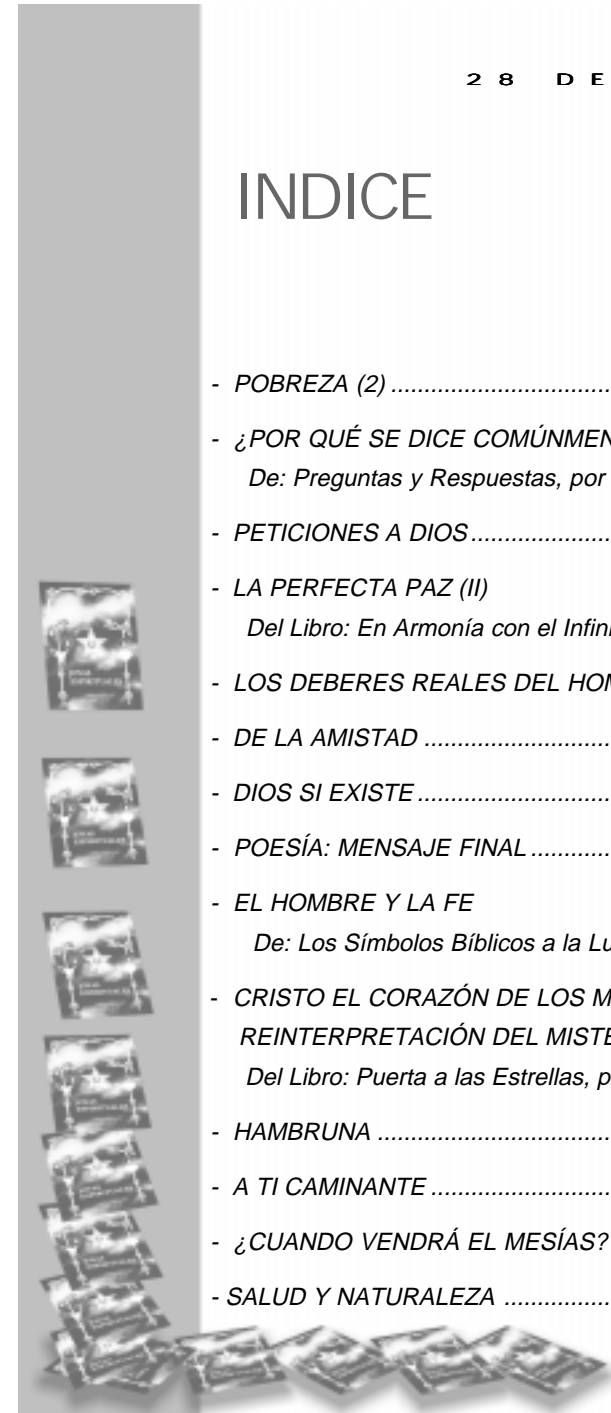 28 DE
INDICE
- POBREZA (2) .................................
- ¿POR QUÉ SE DICE COMÚNMEN
De: Preguntas y Respuestas, por
- PETICIONES A DIOS.....................
- LA PERFECTA PAZ (II)
Del Libro: En Armonía con el Infini
- LOS DEBERES REALES DEL HOM
- DE LA AMISTAD ............................
- DIOS SI EXISTE.............................
- POESÍA: MENSAJE FINAL............
- EL HOMBRE Y LA FE
De: Los Símbolos Bíblicos a la Lu
- CRISTO EL CORAZÓN DE LOS M
REINTERPRETACIÓN DEL MISTE
Del Libro: Puerta a las Estrellas, p
- HAMBRUNA ...................................
- A TI CAMINANTE ...........................
- ¿CUANDO VENDRÁ EL MESÍAS?
- SALUD Y NATURALEZA ................